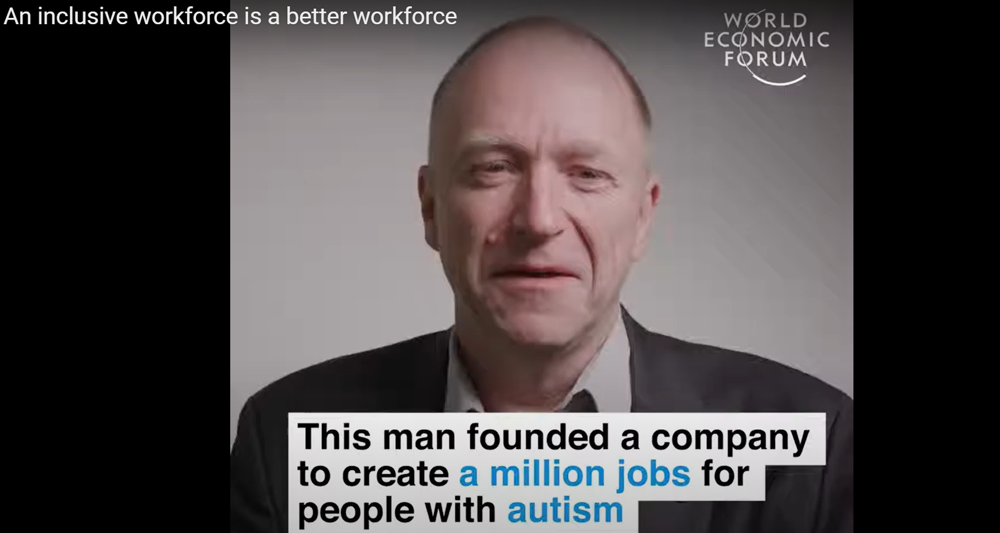 An inclusive workforce is a better workforce
WORLD
ECONOMIC
FORUM
This man founded a company
to create a million jobs for
people with autism